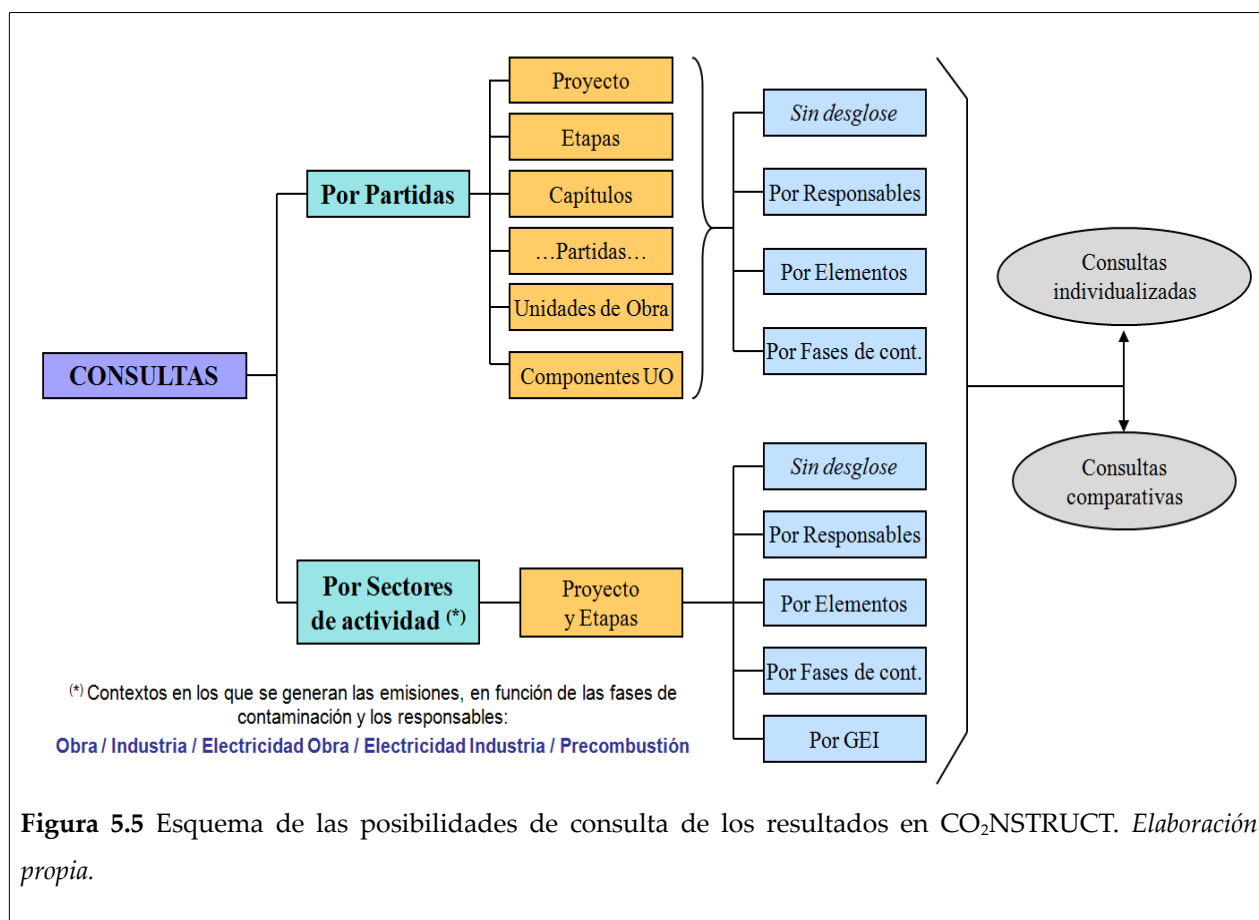 CONSULTAS
Por Partidas
Proyecto
Etapas
Capítulos
…Partidas…
Unidades de Obra
Componentes UO
Sin desglose
Por Responsables
Por Elementos
Por Fases de cont.
Por Sectores
de actividad (*)
Proyecto
y Etapas
Sin desglose
Por Responsables
Por Elementos
Por Fases de cont.
Por GEI
Consultas
individualizadas
Consultas
comparativas
(*) Contextos en los que se generan las emisiones, en función de las fases de
contaminación y los responsables:
Obra / Industria / Electricidad Obra / Electricidad Industria / Precombustión
Figura 5.5 Esquema de las posibilidades de consulta de los resultados en CO₂NSTRUCT. Elaboración
propia.